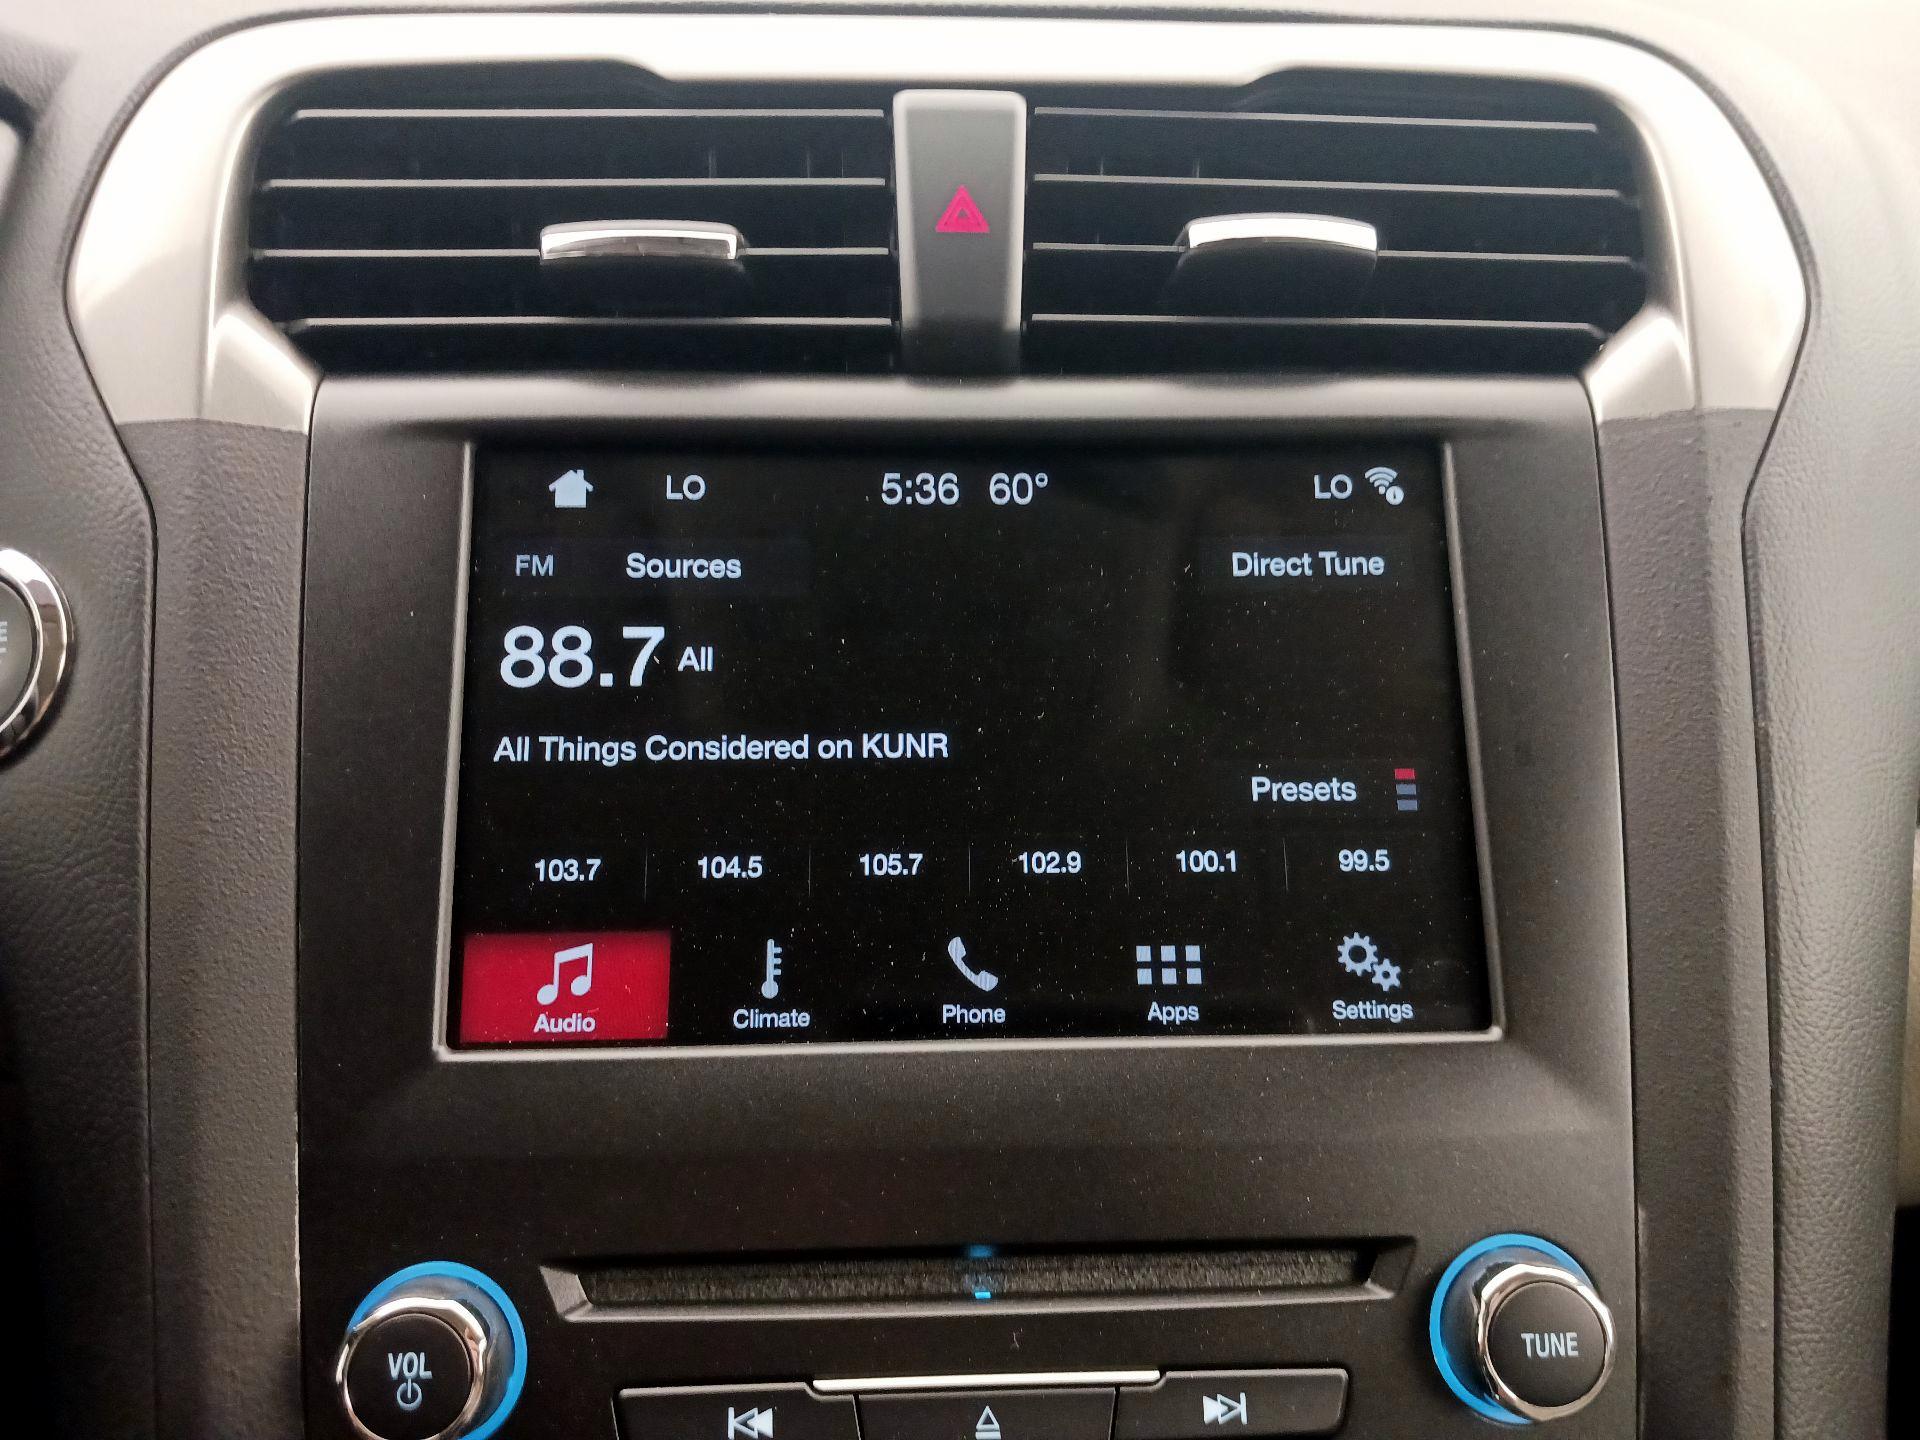 LO 5:36 60° LO
FM Sources Direct Tune
88.7 All
All Things Considered on KUNR
Presets
103.7 104.5 105.7 102.9 100.1 99.5
Audio Climate Phone Apps Settings
VOL TUNE